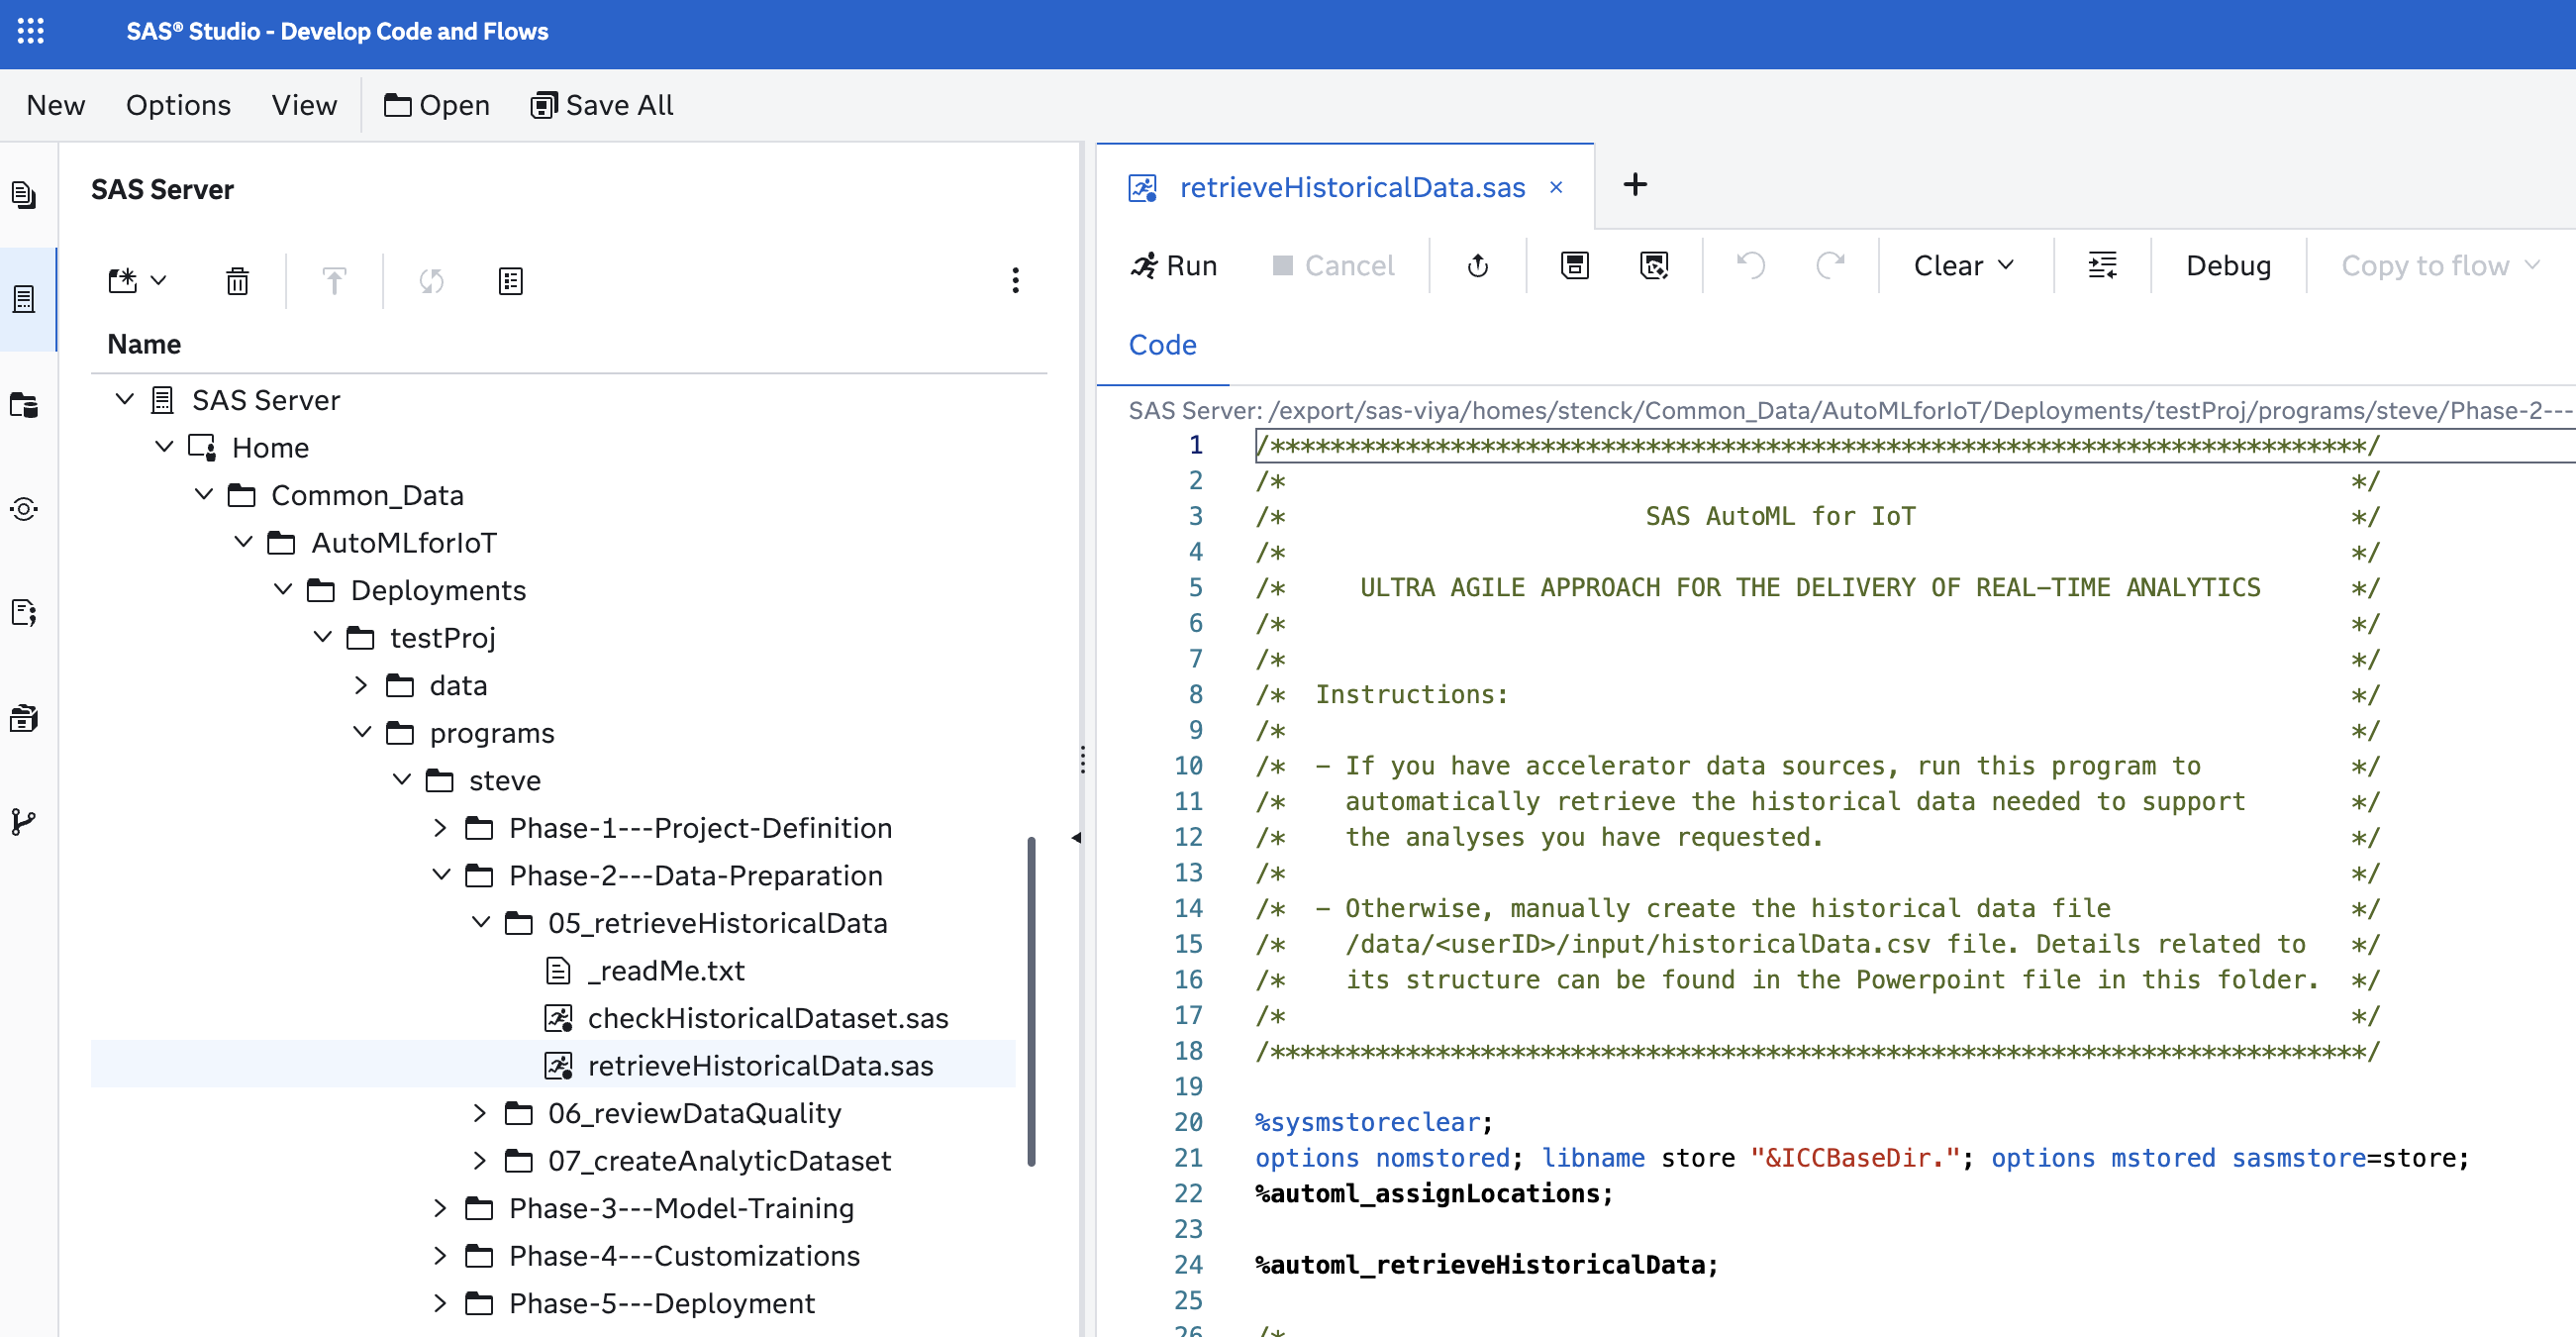 SAS® Studio - Develop Code and Flows
New Options View Open Save All
SAS Server
Name
SAS Server
Home
Common_Data
AutoMLforIoT
Deployments
testProj
data
programs
steve
Phase-1---Project-Definition
Phase-2---Data-Preparation
05_retrieveHistoricalData
_readMe.txt
checkHistoricalDataset.sas
retrieveHistoricalData.sas
06_reviewDataQuality
07_createAnalyticDataset
Phase-3---Model-Training
Phase-4---Customizations
Phase-5---Deployment
retrieveHistoricalData.sas × +
Run Cancel Clear Debug Copy to flow
Code
SAS Server: /export/sas-viya/homes/stenck/Common_Data/AutoMLforIoT/Deployments/testProj/programs/steve/Phase-2---
1 /*************************************************************************/
2 /* */
3 /* SAS AutoML for IoT */
4 /* */
5 /* ULTRA AGILE APPROACH FOR THE DELIVERY OF REAL-TIME ANALYTICS */
6 /* */
7 /* */
8 /* Instructions: */
9 /* */
10 /* - If you have accelerator data sources, run this program to */
11 /* automatically retrieve the historical data needed to support */
12 /* the analyses you have requested. */
13 /* */
14 /* - Otherwise, manually create the historical data file */
15 /* /data/<userID>/input/historicalData.csv file. Details related to */
16 /* its structure can be found in the Powerpoint file in this folder. */
17 /* */
18 /*************************************************************************/
19
20 %sysmstoreclear;
21 options nomstored; libname store "&ICCBaseDir."; options mstored sasmstore=store;
22 %automl_assignLocations;
23
24 %automl_retrieveHistoricalData;
25
26 /*